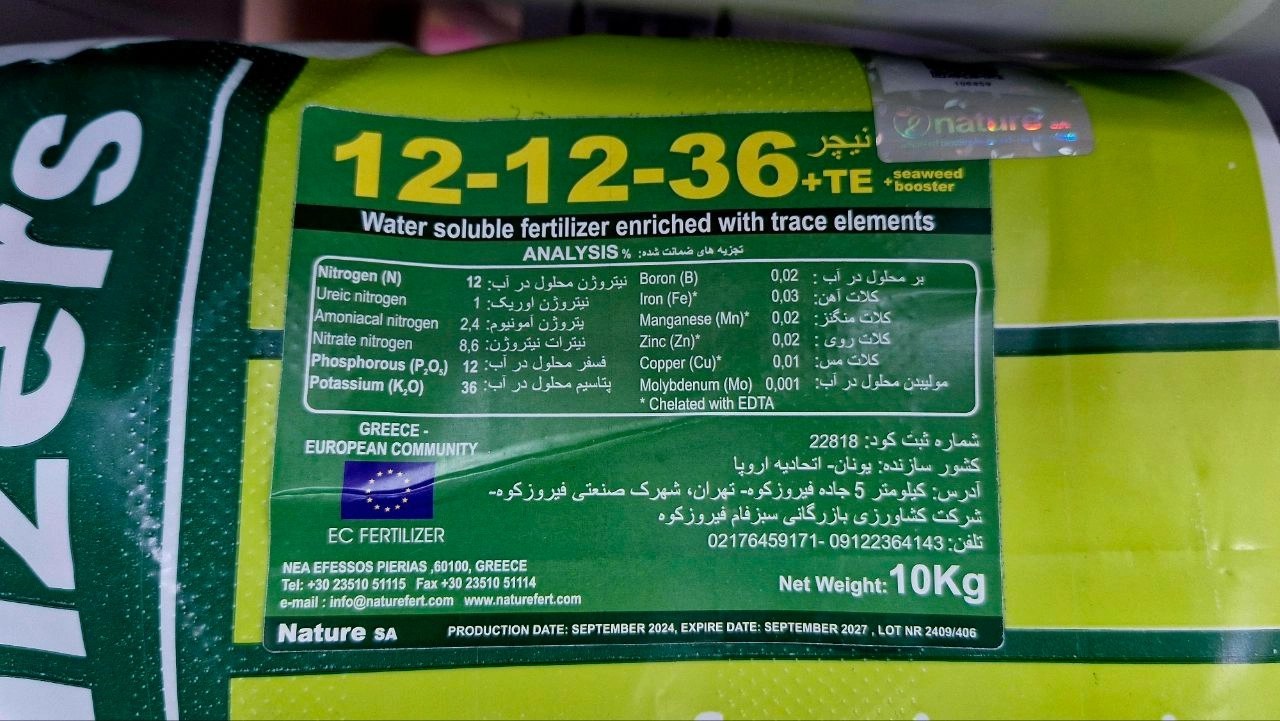 izers
106859
nature SA
12-12-36 نیچر
+TE +seaweed
+booster
Water soluble fertilizer enriched with trace elements
ANALYSIS % تجزیه های ضمانت شده:
Nitrogen (N) 12 نیتروژن محلول در آب:
Ureic nitrogen 1 نیتروژن اوریک:
Amoniacal nitrogen 2,4 یتروژن آمونیوم:
Nitrate nitrogen 8,6 نیترات نیتروژن:
Phosphorous (P₂O₅) 12 فسفر محلول در آب:
Potassium (K₂O) 36 پتاسیم محلول در آب:
Boron (B) 0,02 بر محلول در آب :
Iron (Fe)* 0,03 کلات آهن:
Manganese (Mn)* 0,02 کلات منگنز:
Zinc (Zn)* 0,02 کلات روی :
Copper (Cu)* 0,01 کلات مس:
Molybdenum (Mo) 0,001 مولیبدن محلول در آب:
* Chelated with EDTA
GREECE -
EUROPEAN COMMUNITY
EC FERTILIZER
شماره ثبت کود: 22818
کشور سازنده: یونان- اتحادیه اروپا
آدرس: کیلومتر 5 جاده فیروزکوه- تهران، شهرک صنعتی فیروزکوه-
شرکت کشاورزی بازرگانی سبزفام فیروزکوه
تلفن: 09122364143 -02176459171
NEA EFESSOS PIERIAS ,60100, GREECE
Tel: +30 23510 51115 Fax +30 23510 51114
e-mail : info@naturefert.com www.naturefert.com
Net Weight: 10Kg
Nature SA PRODUCTION DATE: SEPTEMBER 2024, EXPIRE DATE: SEPTEMBER 2027 , LOT NR 2409/406